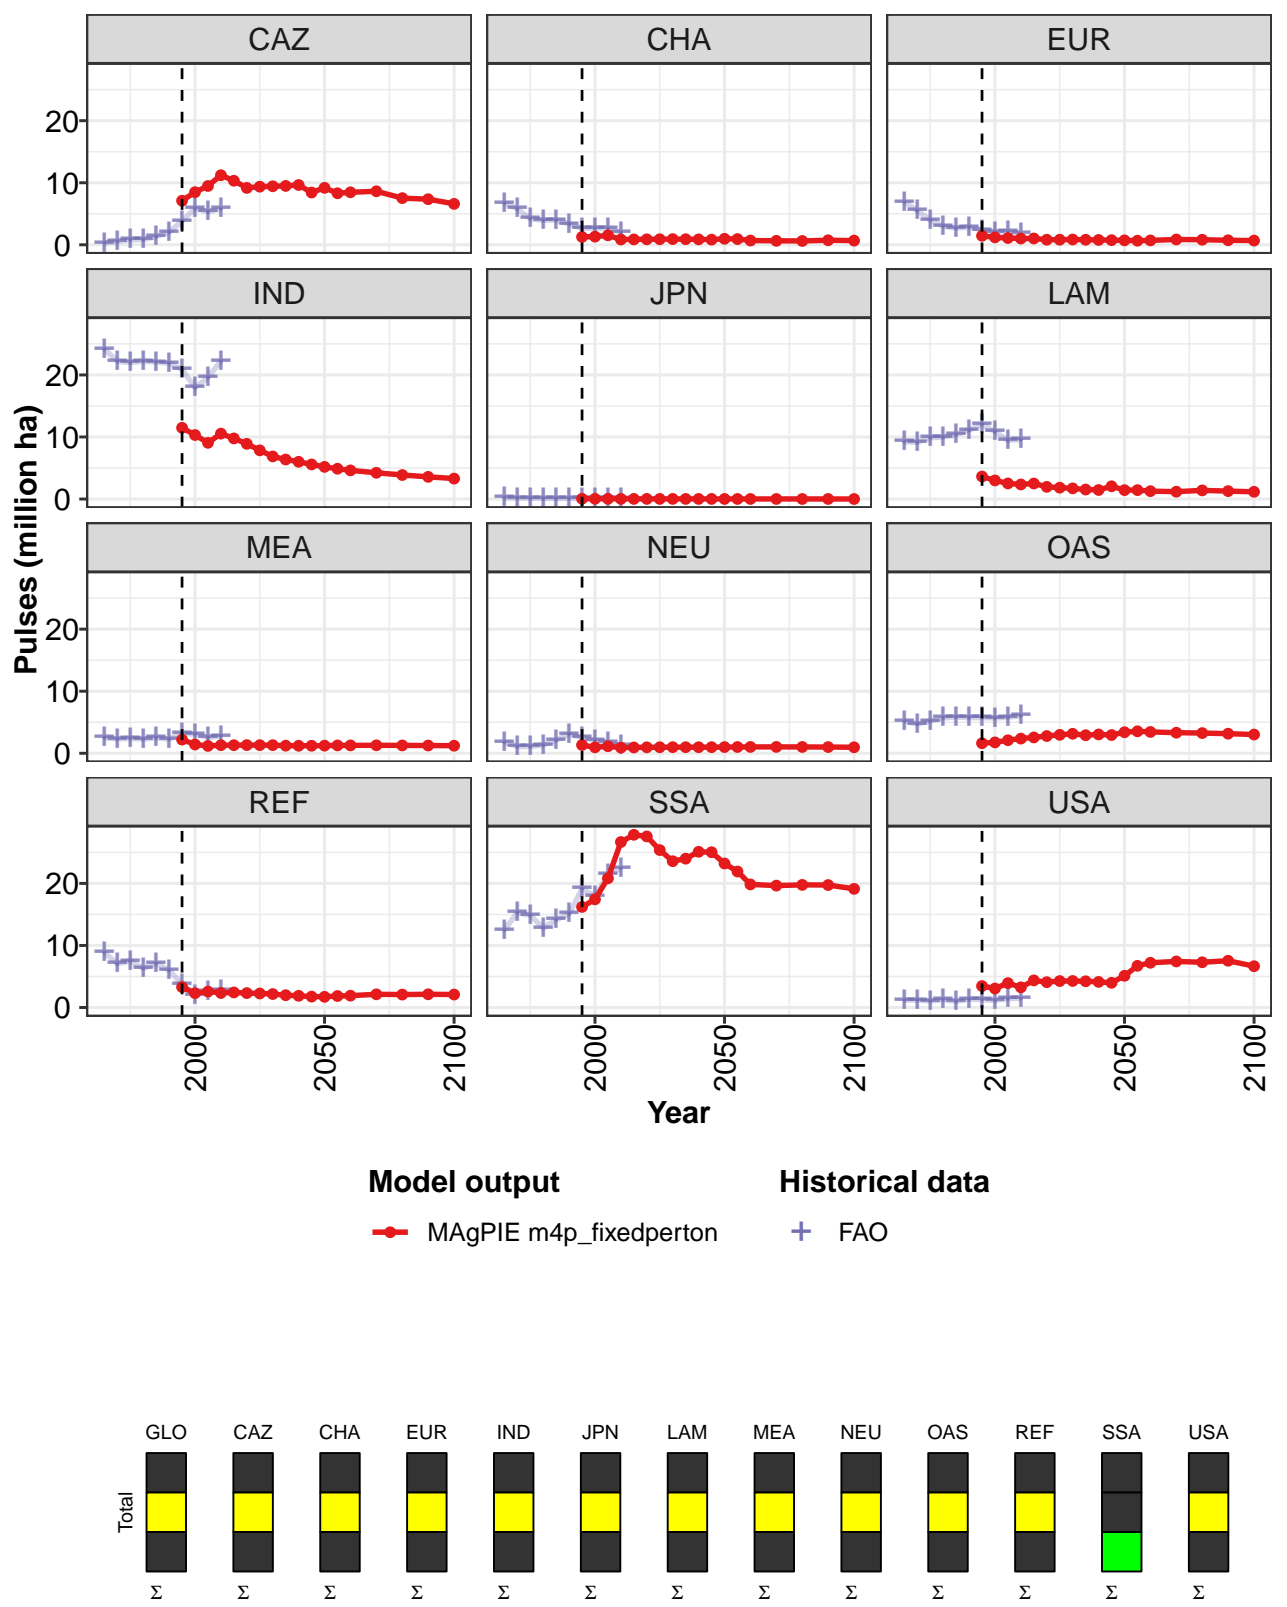 CAZ CHA EUR
20
10
0
IND JPN LAM
20
10
0
MEA NEU OAS
20
10
0
REF SSA USA
20
10
0
Pulses (million ha)
2000 2050 2100 2000 2050 2100 2000 2050 2100
Year
Model output Historical data
MAgPIE m4p_fixedperton FAO
GLO CAZ CHA EUR IND JPN LAM MEA NEU OAS REF SSA USA
Total
Σ Σ Σ Σ Σ Σ Σ Σ Σ Σ Σ Σ Σ